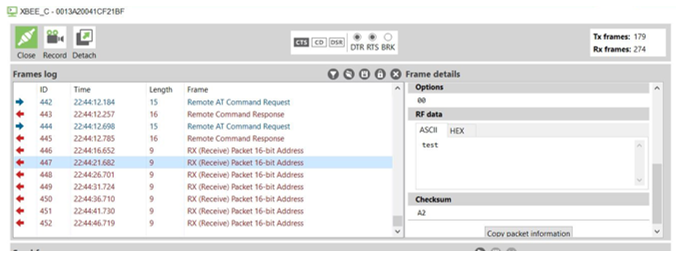 XBEE_C - 0013A20041CF21BF
Close Record Detach
CTS CD DSR
DTR RTS BRK
Tx frames: 179
Rx frames: 274
Frames log
ID Time Length Frame
442 22:44:12.184 15 Remote AT Command Request
443 22:44:12.257 16 Remote Command Response
444 22:44:12.698 15 Remote AT Command Request
445 22:44:12.785 16 Remote Command Response
446 22:44:16.652 9 RX (Receive) Packet 16-bit Address
447 22:44:21.682 9 RX (Receive) Packet 16-bit Address
448 22:44:26.701 9 RX (Receive) Packet 16-bit Address
449 22:44:31.724 9 RX (Receive) Packet 16-bit Address
450 22:44:36.710 9 RX (Receive) Packet 16-bit Address
451 22:44:41.730 9 RX (Receive) Packet 16-bit Address
452 22:44:46.719 9 RX (Receive) Packet 16-bit Address
Frame details
Options
00
RF data
ASCII HEX
test
Checksum
A2
Copy packet information